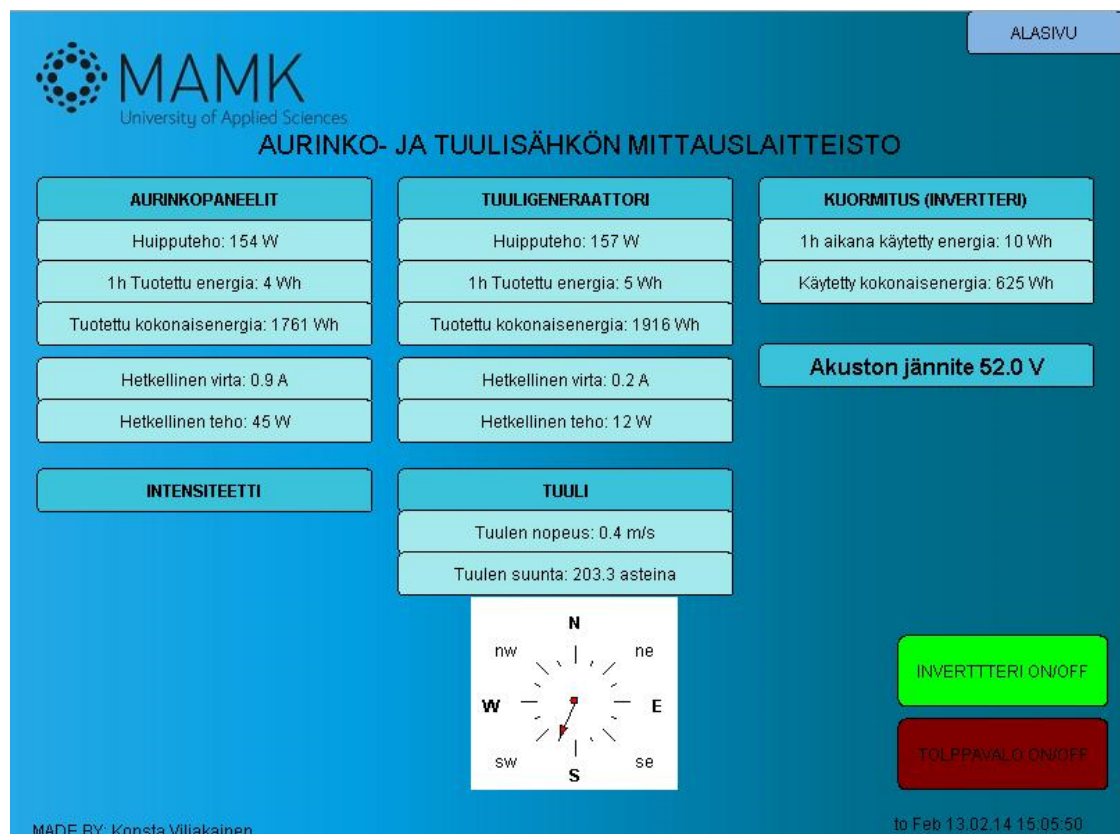 ALASIVU
MAMK
University of Applied Sciences
AURINKO- JA TUULISÄHKÖN MITTAUSLAITTEISTO
AURINKOPANEELIT
Huipputeho: 154 W
1h Tuotettu energia: 4 Wh
Tuotettu kokonaisenergia: 1761 Wh
Hetkellinen virta: 0.9 A
Hetkellinen teho: 45 W
INTENSITEETTI
TUULIGENERAATTORI
Huipputeho: 157 W
1h Tuotettu energia: 5 Wh
Tuotettu kokonaisenergia: 1916 Wh
Hetkellinen virta: 0.2 A
Hetkellinen teho: 12 W
TUULI
Tuulen nopeus: 0.4 m/s
Tuulen suunta: 203.3 asteina
N
nw
ne
W
E
sw
se
S
KUORMITUS (INVERTTERI)
1h aikana käytetty energia: 10 Wh
Käytetty kokonaisenergia: 625 Wh
Akuston jännite 52.0 V
INVERTTTERI ON/OFF
TOLPPAVALO ON/OFF
MADE BY: Konsta Viljakainen
to Feb 13.02.14 15:05:50